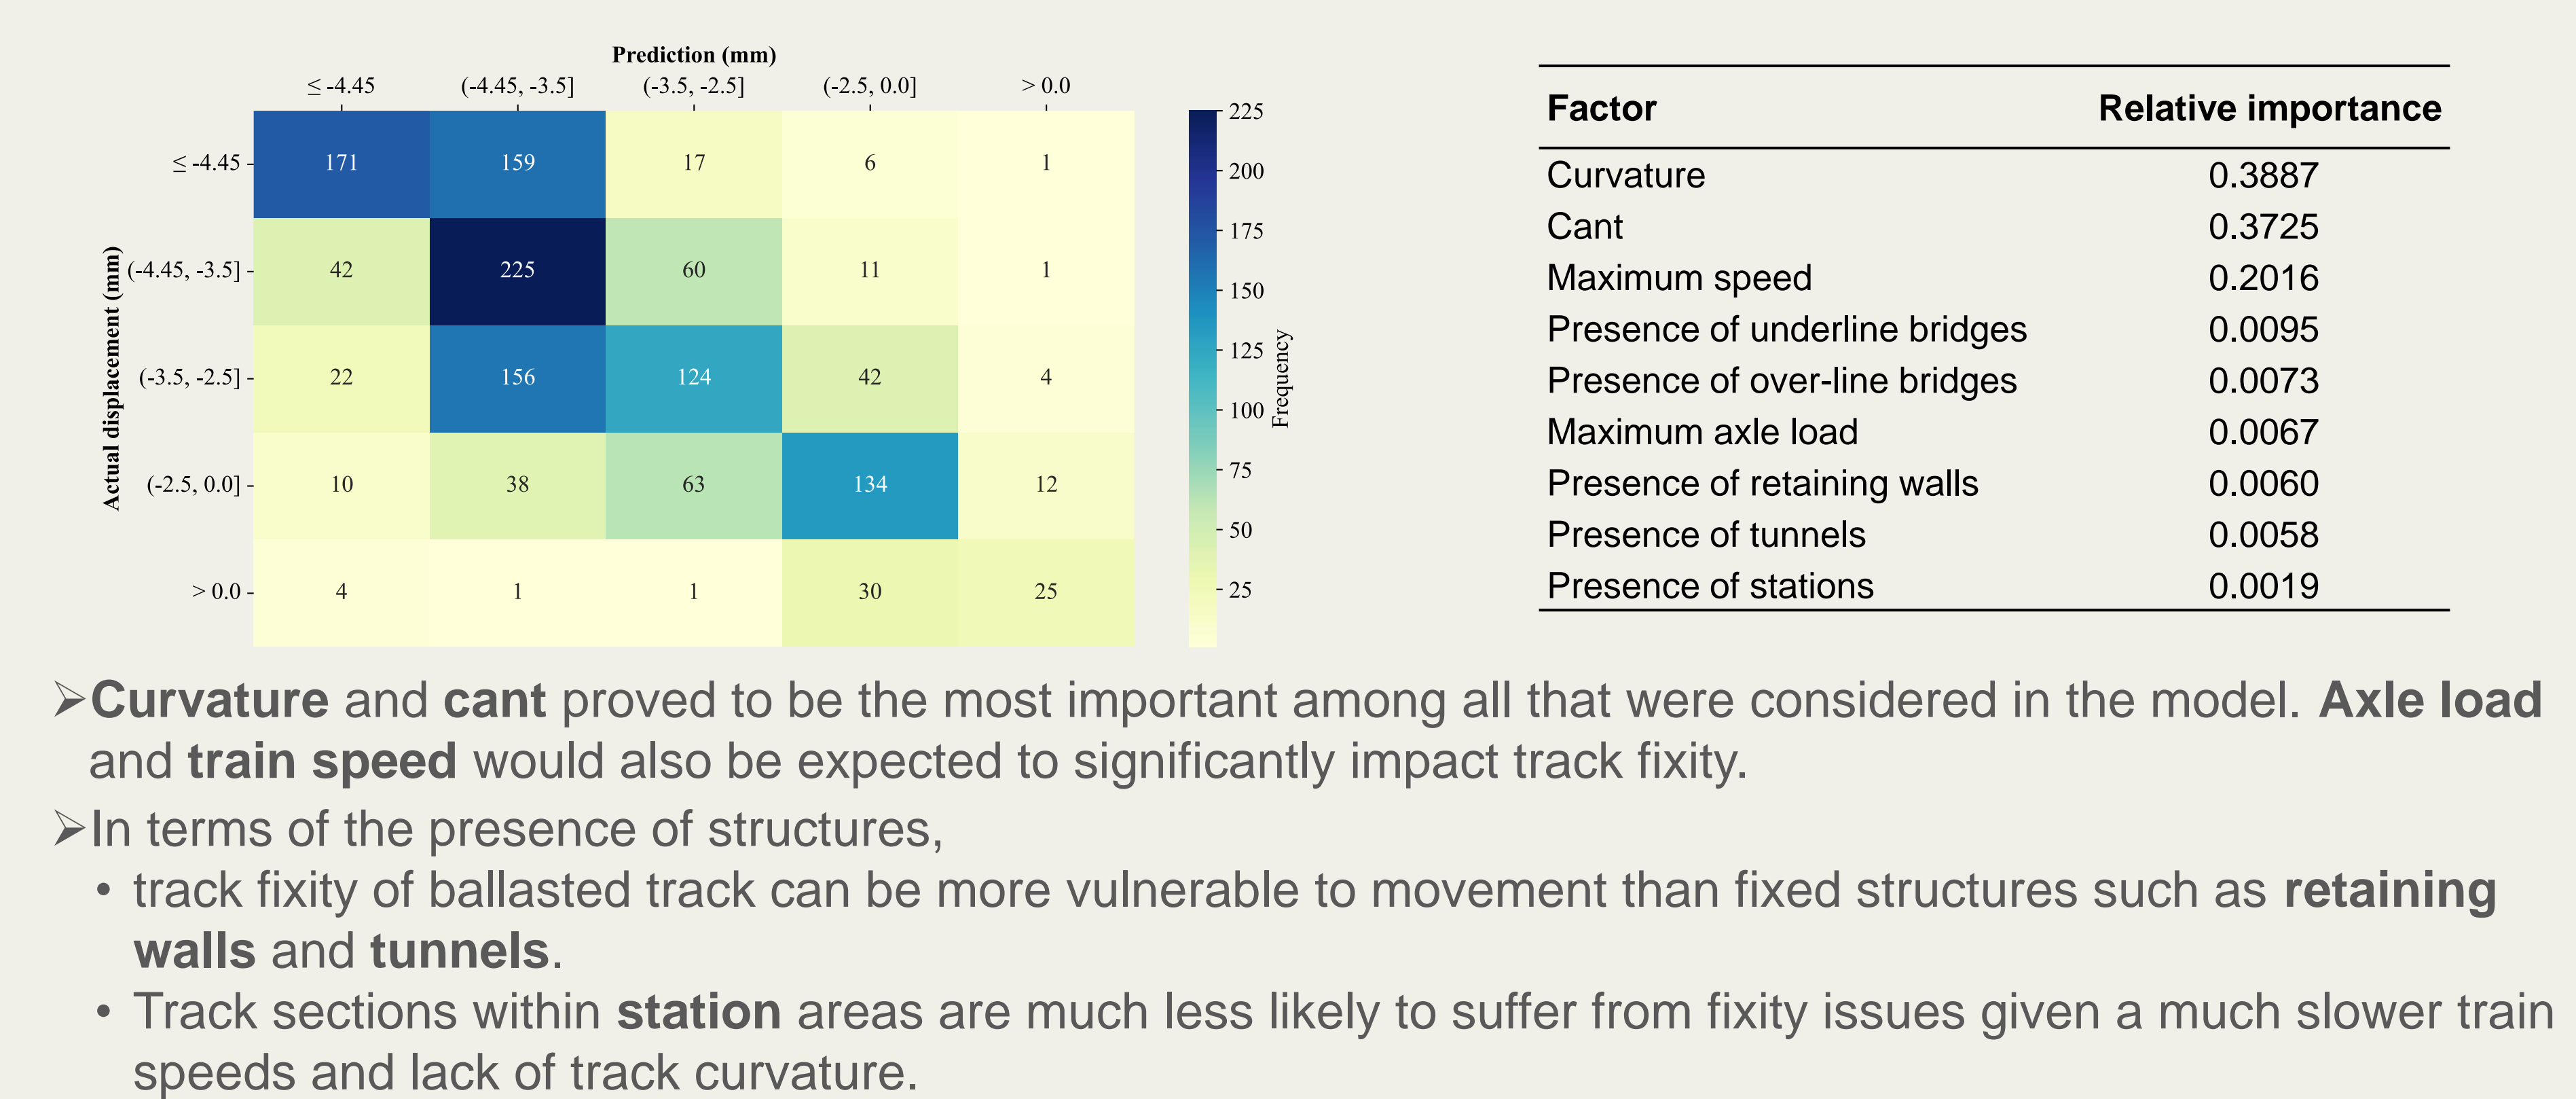 Prediction (mm)
≤ -4.45 (-4.45, -3.5] (-3.5, -2.5] (-2.5, 0.0] > 0.0
Actual displacement (mm)
≤ -4.45 171 159 17 6 1
(-4.45, -3.5] 42 225 60 11 1
(-3.5, -2.5] 22 156 124 42 4
(-2.5, 0.0] 10 38 63 134 12
> 0.0 4 1 1 30 25
225
200
175
150
125
100
75
50
25
Frequency
Factor Relative importance
Curvature 0.3887
Cant 0.3725
Maximum speed 0.2016
Presence of underline bridges 0.0095
Presence of over-line bridges 0.0073
Maximum axle load 0.0067
Presence of retaining walls 0.0060
Presence of tunnels 0.0058
Presence of stations 0.0019
➢Curvature and cant proved to be the most important among all that were considered in the model. Axle load
and train speed would also be expected to significantly impact track fixity.
➢In terms of the presence of structures,
• track fixity of ballasted track can be more vulnerable to movement than fixed structures such as retaining
walls and tunnels.
• Track sections within station areas are much less likely to suffer from fixity issues given a much slower train
speeds and lack of track curvature.